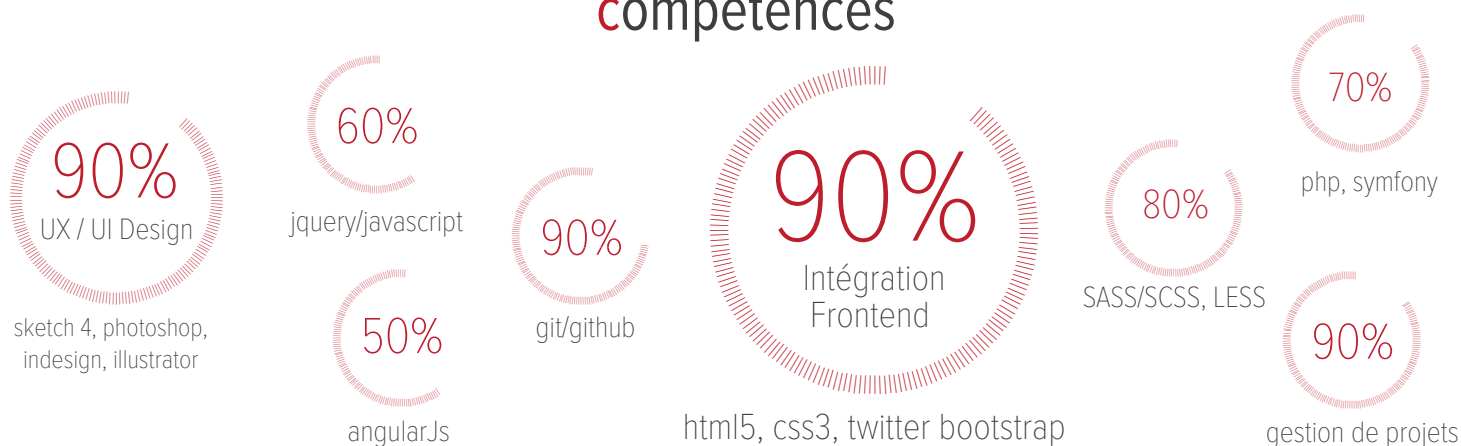 competences
90%
UX / UI Design
sketch 4, photoshop,
indesign, illustrator
60%
jquery/javascript
50%
angularJs
90%
git/github
90%
Intégration
Frontend
html5, css3, twitter bootstrap
80%
SASS/SCSS, LESS
70%
php, symfony
90%
gestion de projets